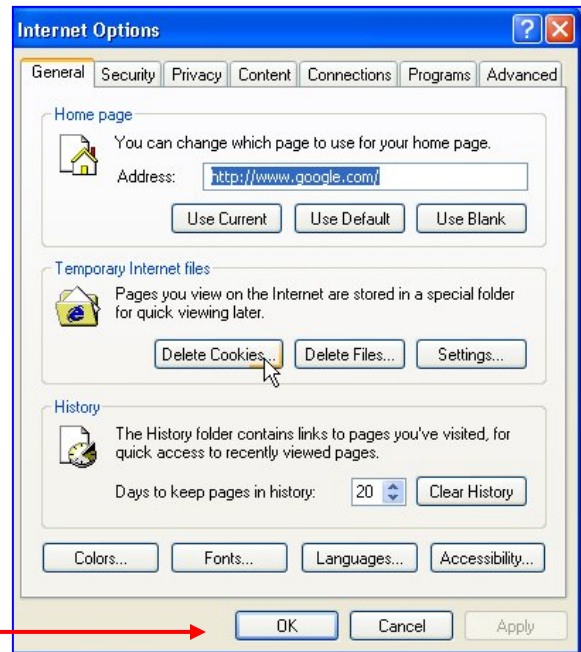 Internet Options
General Security Privacy Content Connections Programs Advanced
Home page
You can change which page to use for your home page.
Address: http://www.google.com/
Use Current Use Default Use Blank
Temporary Internet files
Pages you view on the Internet are stored in a special folder
for quick viewing later.
Delete Cookies... Delete Files... Settings...
History
The History folder contains links to pages you've visited, for
quick access to recently viewed pages.
Days to keep pages in history: 20 Clear History
Colors... Fonts... Languages... Accessibility...
OK Cancel Apply